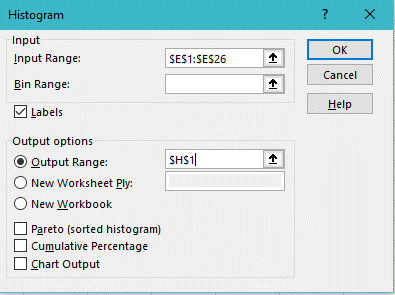 Histogram ? ×
Input
Input Range: $E$1:$E$26
Bin Range:
Labels
OK
Cancel
Help
Output options
Output Range: $H$1
New Worksheet Ply:
New Workbook
Pareto (sorted histogram)
Cumulative Percentage
Chart Output